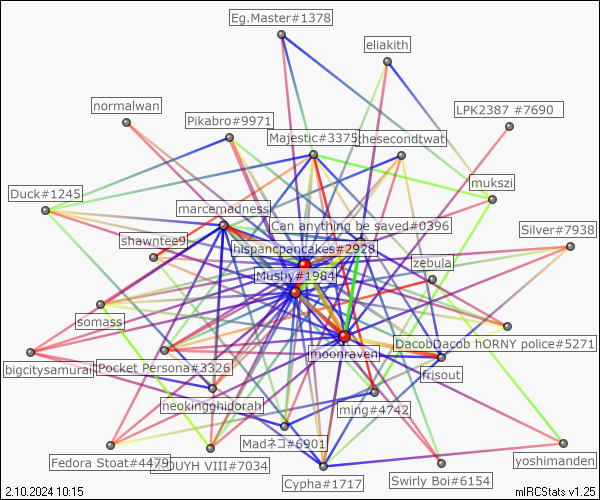 Eg.Master#1378
eliakith
normalwan
LPK2387 #7690
Pikabro#9971
Majestic#3375
thesecondtwat
mukszi
Duck#1245
marcemadness
Can anything be saved#0396
Silver#7938
shawntee9
hispancpancakes#2928
zebula
Mushy#1984
somass
moonraven
DacobDacob hORNY police#5271
bigcitysamurai
Pocket Persona#3326
frisout
neokingghidorah
ming#4742
Madネコ#6901
yoshimanden
Fedora Stoat#4479
OUYH VIII#7034
Cypha#1717
Swirly Boi#6154
2.10.2024 10:15
mIRCStats v1.25